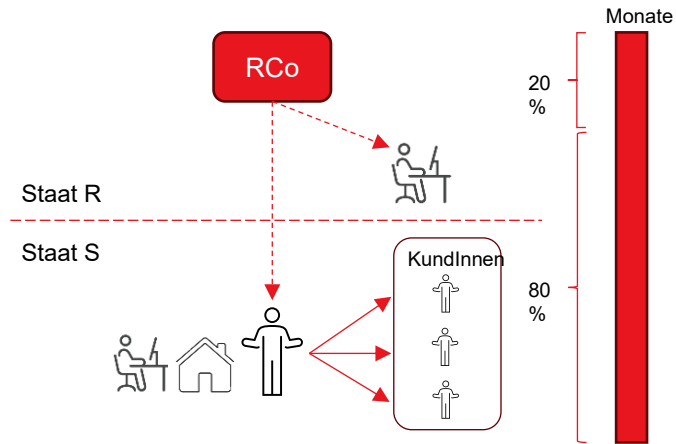 Monate
RCo
20
%
Staat R
Staat S
KundInnen
80
%